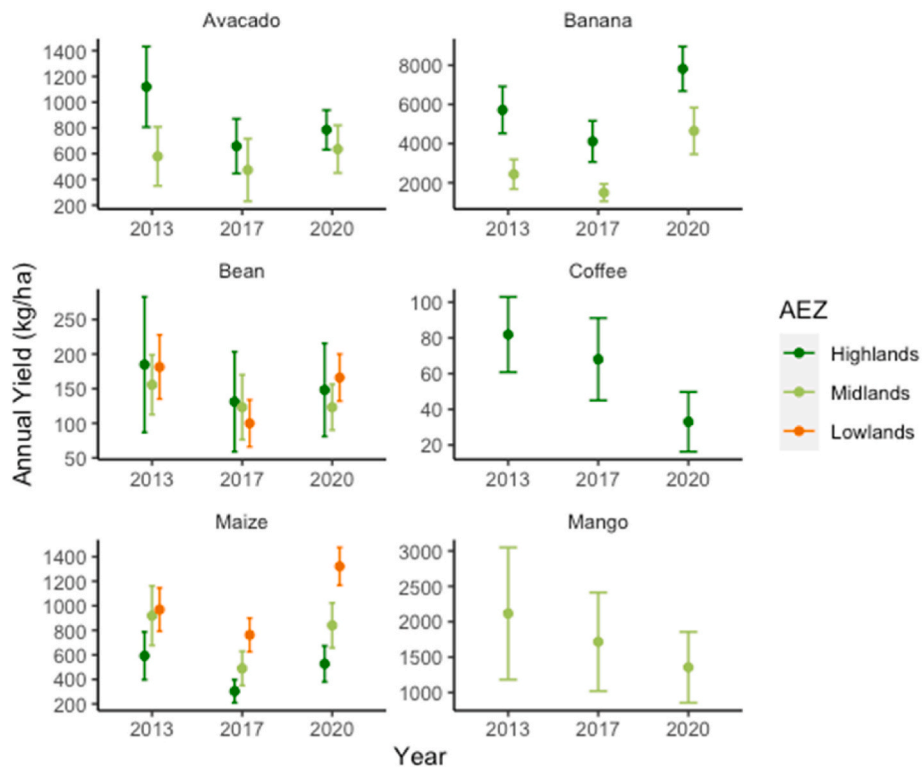 Avacado
Banana
1400
1200
1000
800
600
400
200
8000
6000
4000
2000
2013 2017 2020
2013 2017 2020
Bean
Coffee
250
200
150
100
50
100
80
60
40
20
2013 2017 2020
2013 2017 2020
Maize
Mango
1400
1200
1000
800
600
400
200
3000
2500
2000
1500
1000
2013 2017 2020
2013 2017 2020
Annual Yield (kg/ha)
Year
AEZ
Highlands
Midlands
Lowlands